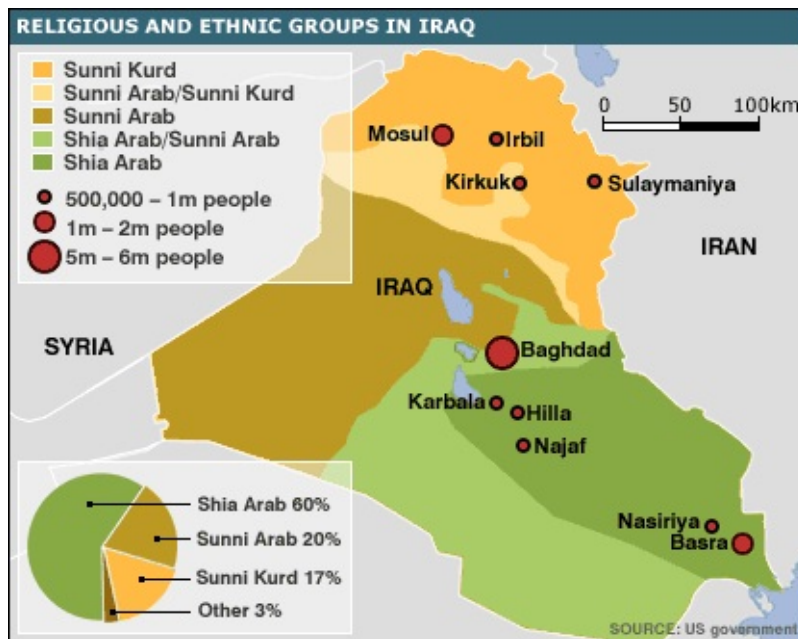 RELIGIOUS AND ETHNIC GROUPS IN IRAQ
Sunni Kurd
Sunni Arab/Sunni Kurd
Sunni Arab
Shia Arab/Sunni Arab
Shia Arab
500,000 – 1m people
1m – 2m people
5m – 6m people
0 50 100km
Mosul
Irbil
Kirkuk
Sulaymaniya
IRAN
IRAQ
SYRIA
Baghdad
Karbala
Hilla
Najaf
Nasiriya
Basra
Shia Arab 60%
Sunni Arab 20%
Sunni Kurd 17%
Other 3%
SOURCE: US government